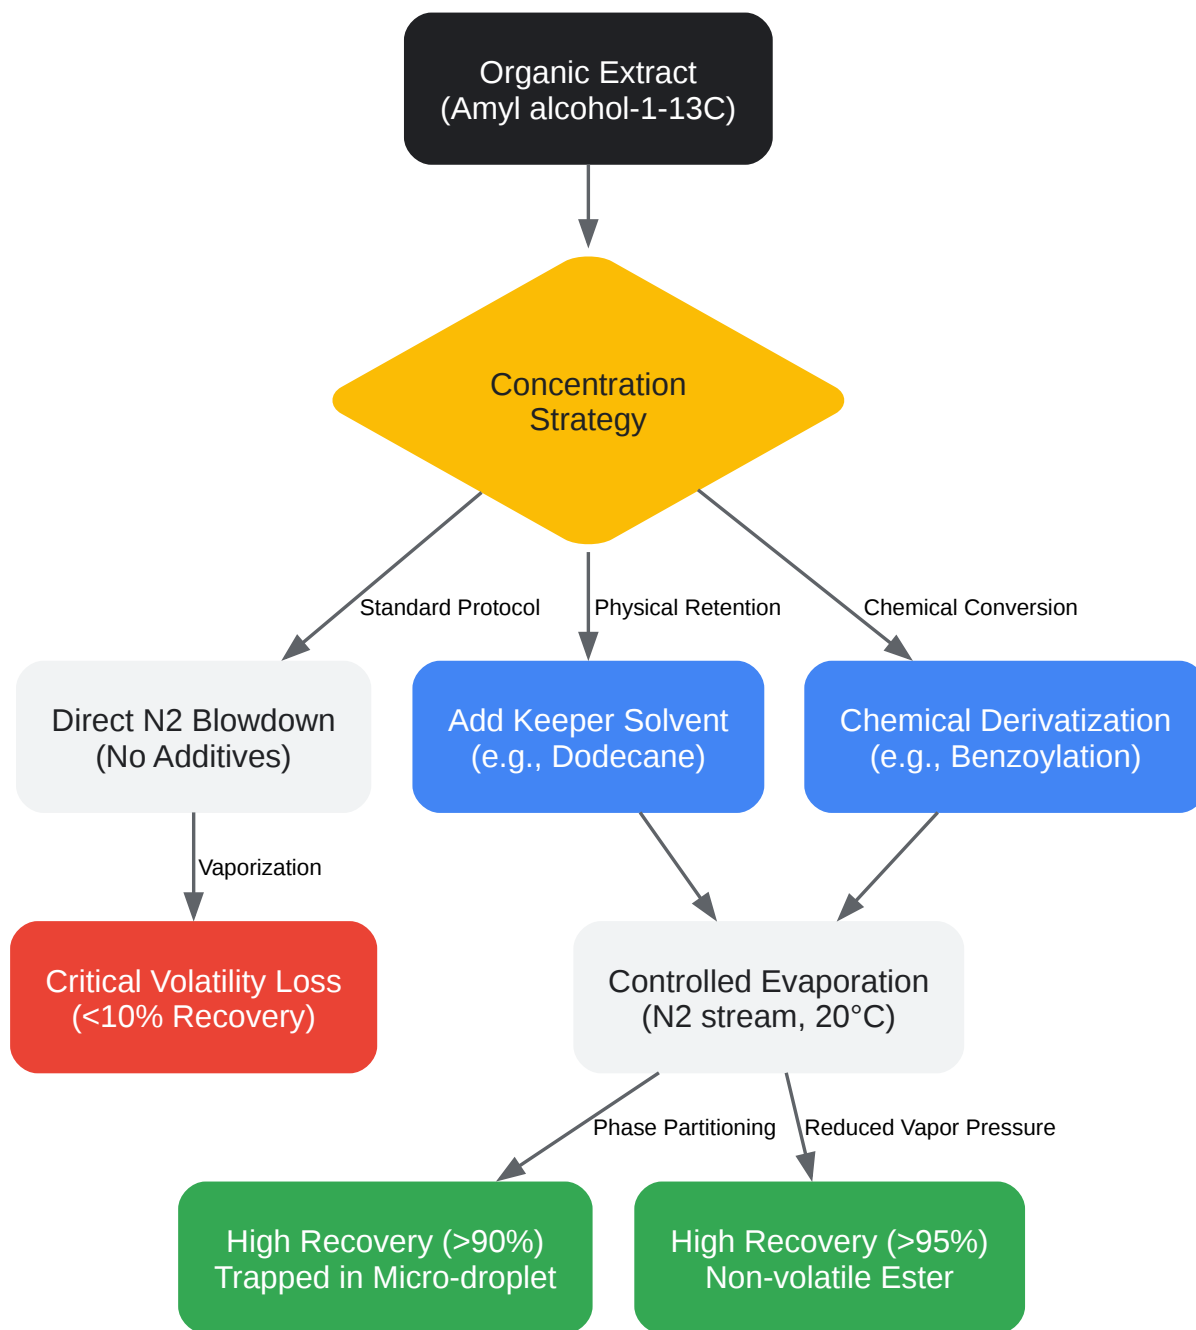 Organic Extract
(Amyl alcohol-1-13C)
Concentration
Strategy
Standard Protocol
Physical Retention
Chemical Conversion
Direct N2 Blowdown
(No Additives)
Add Keeper Solvent
(e.g., Dodecane)
Chemical Derivatization
(e.g., Benzoylation)
Vaporization
Critical Volatility Loss
(<10% Recovery)
Controlled Evaporation
(N2 stream, 20°C)
Phase Partitioning
Reduced Vapor Pressure
High Recovery (>90%)
Trapped in Micro-droplet
High Recovery (>95%)
Non-volatile Ester